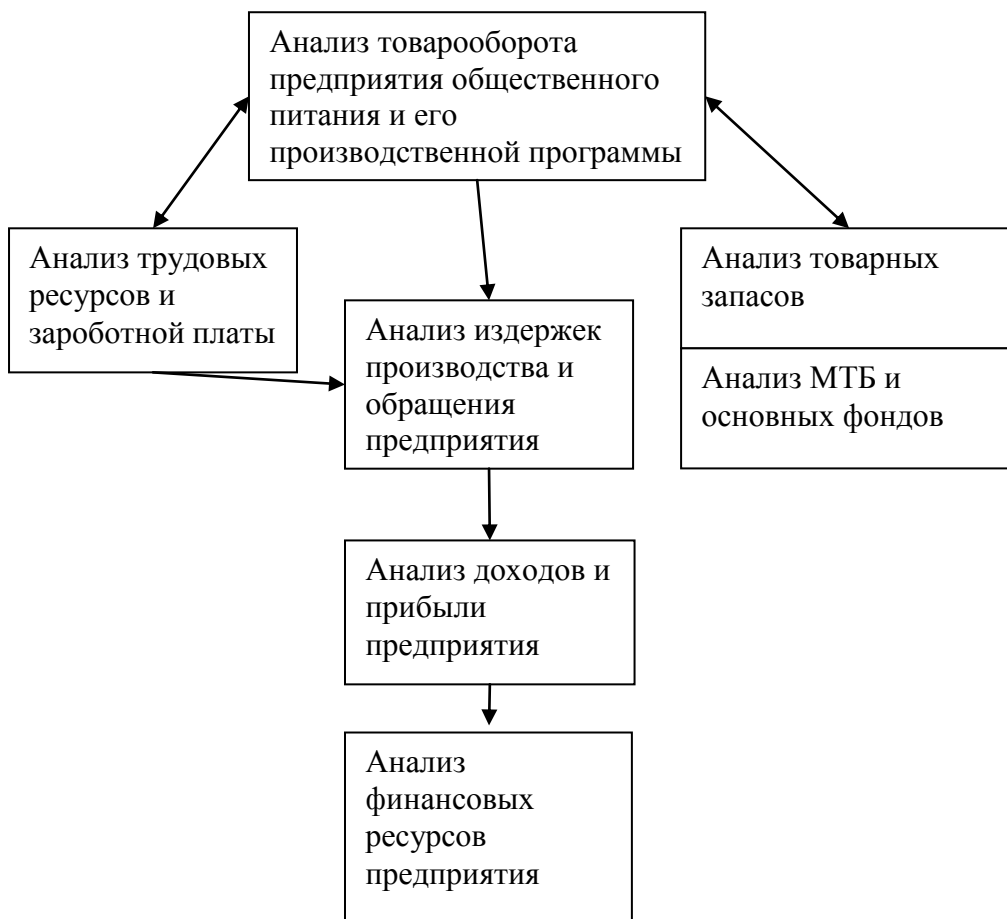 Анализ товарооборота
предприятия общественного
питания и его
производственной программы
Анализ трудовых
ресурсов и
зароботной платы
Анализ товарных
запасов
Анализ издержек
производства и
обращения
предприятия
Анализ МТБ и
основных фондов
Анализ доходов и
прибыли
предприятия
Анализ
финансовых
ресурсов
предприятия